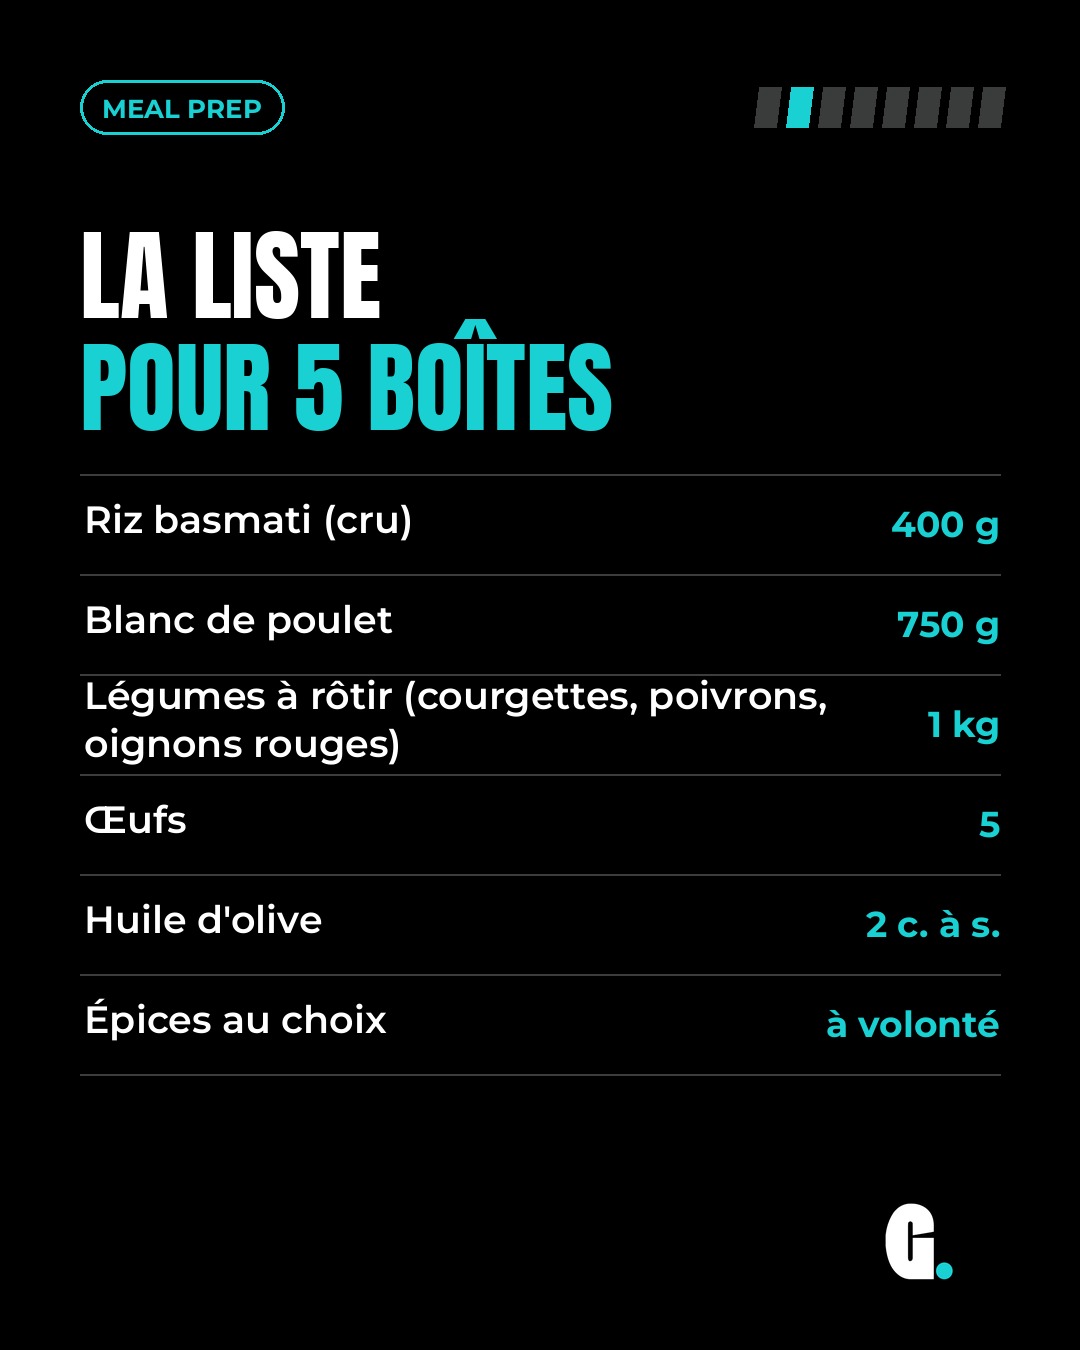 MEAL PREP
LA LISTE
POUR 5 BOÎTES
Riz basmati (cru)
400 g
Blanc de poulet
750 g
Légumes à rôtir (courgettes, poivrons,
oignons rouges)
1 kg
Œufs
5
Huile d'olive
2 c. à s.
Épices au choix
à volonté
G.